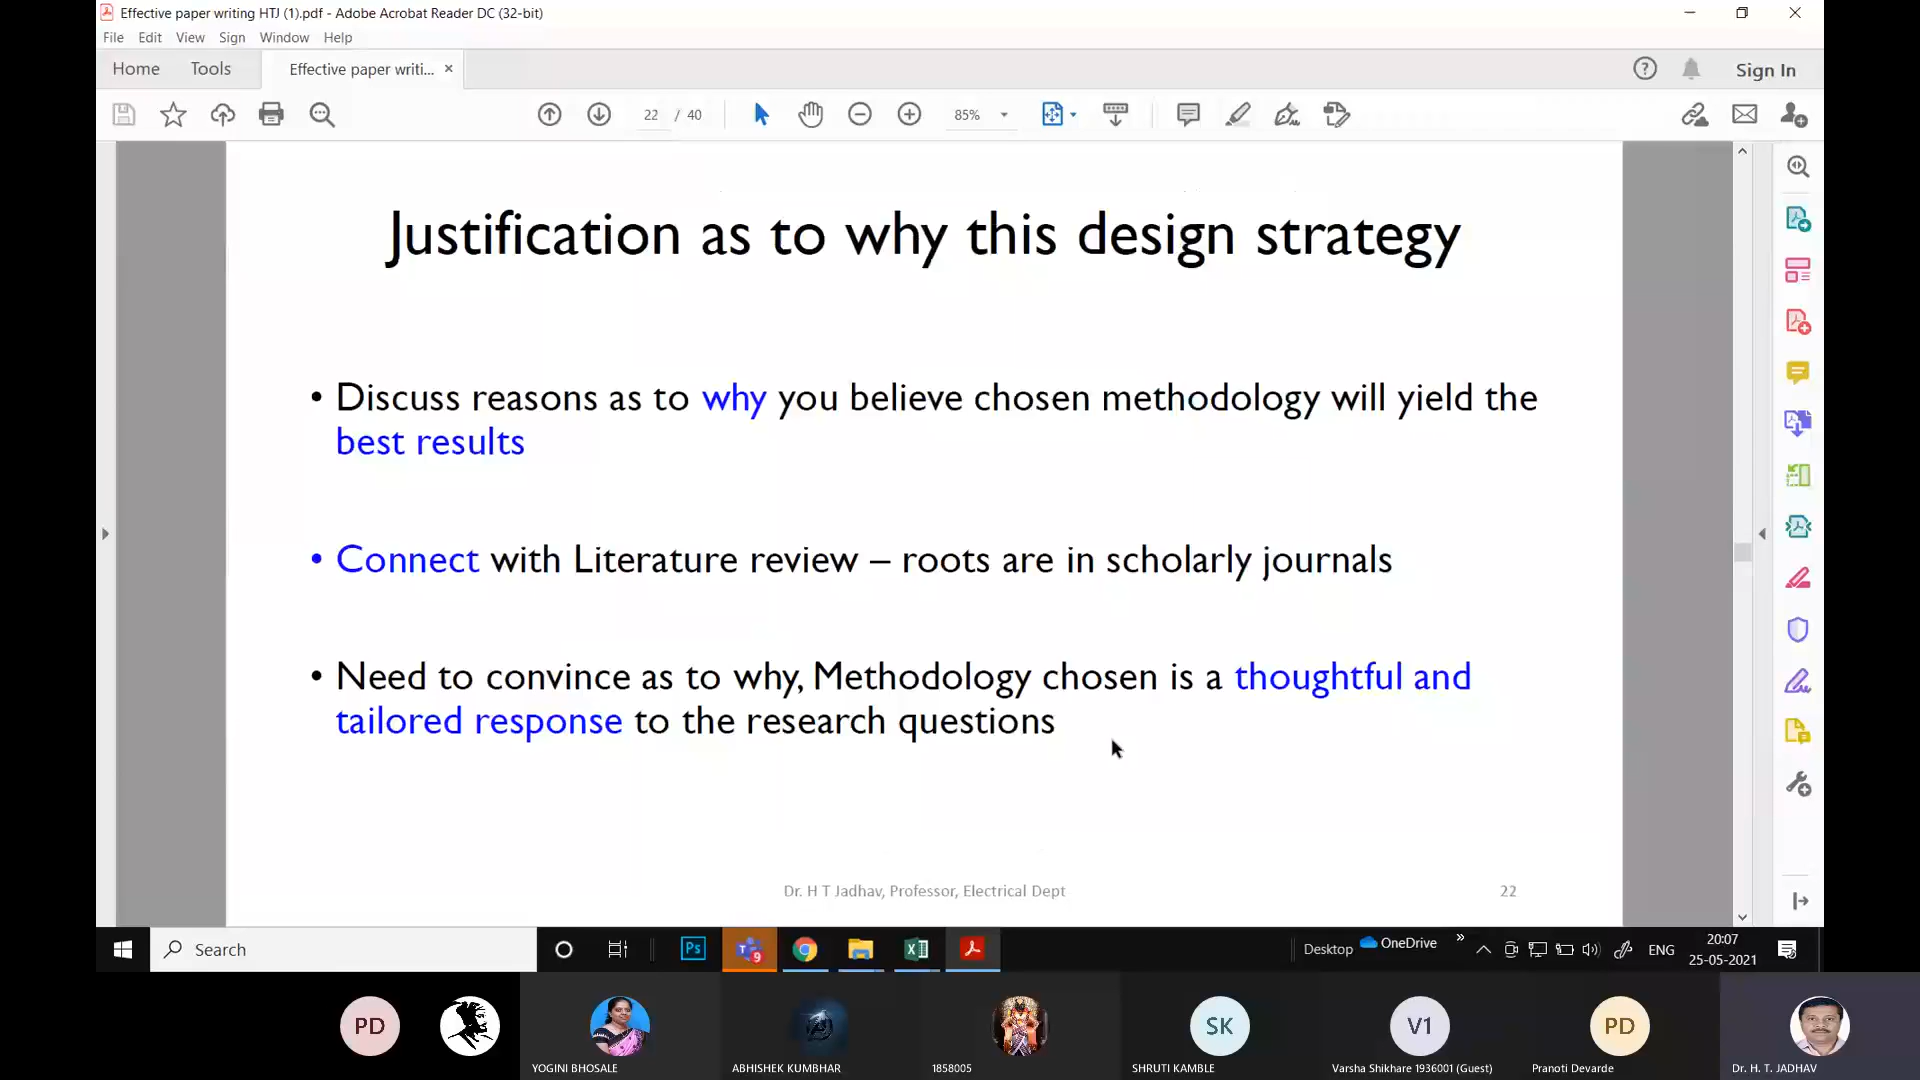 Effective paper writing HTJ (1).pdf - Adobe Acrobat Reader DC (32-bit)
File Edit View Sign Window Help
Home Tools Effective paper writi... × Sign In
22 / 40 85%
Justification as to why this design strategy
• Discuss reasons as to why you believe chosen methodology will yield the
best results
• Connect with Literature review – roots are in scholarly journals
• Need to convince as to why, Methodology chosen is a thoughtful and
tailored response to the research questions
Dr. H T Jadhav, Professor, Electrical Dept 22
Search Ps T 9 Desktop OneDrive » ENG 20:07
25-05-2021
PD SK V1 PD
YOGINI BHOSALE ABHISHEK KUMBHAR 1858005 SHRUTI KAMBLE Varsha Shikhare 1936001 (Guest) Pranoti Devarde Dr. H. T. JADHAV